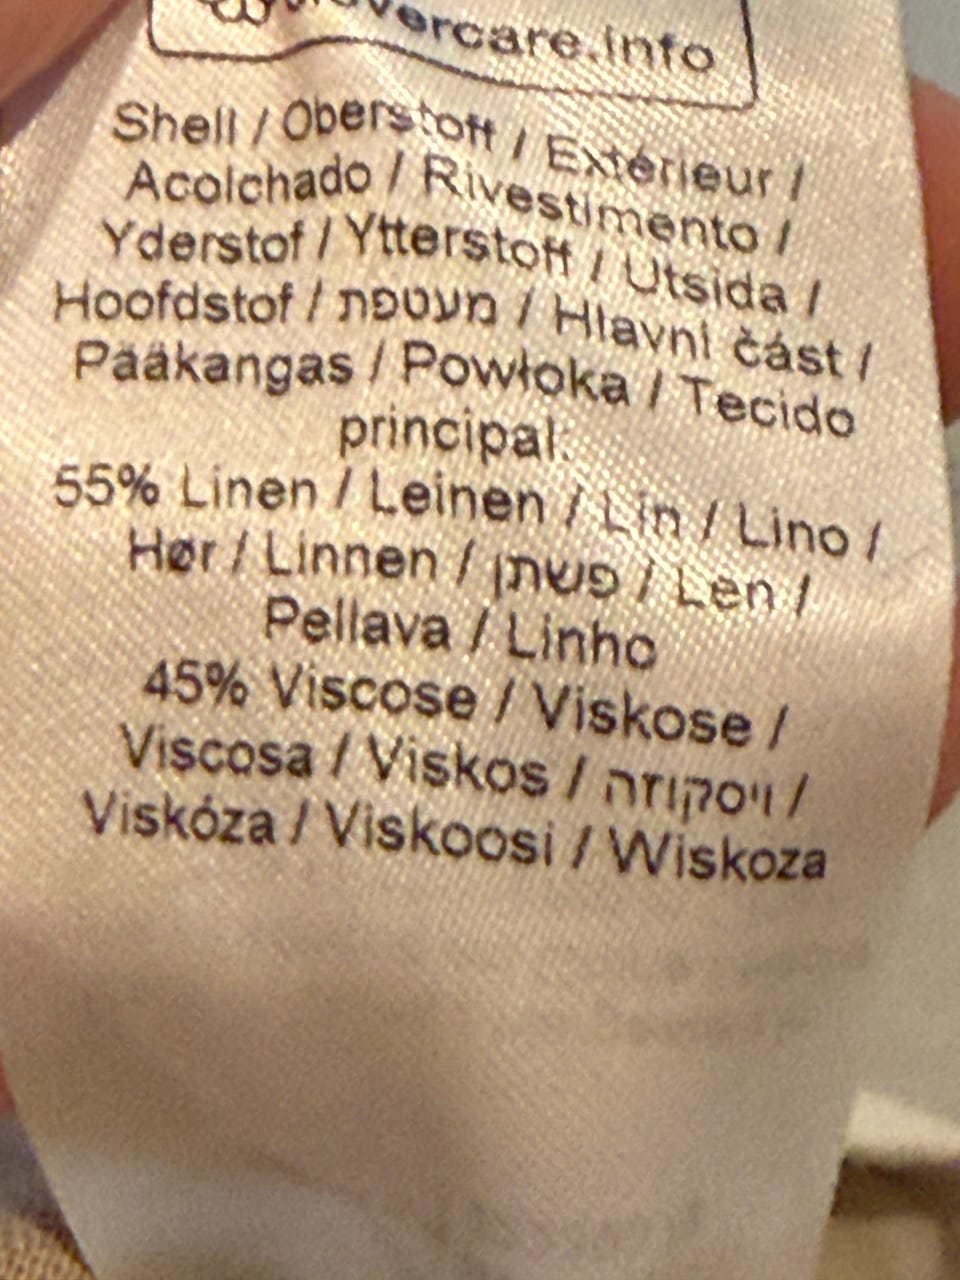 clevercare.info
Shell / Oberstoff / Extérieur /
Acolchado / Rivestimento /
Yderstof / Ytterstoff / Utsida /
Hoofdstof / מעטפת / Hlavní část /
Pääkangas / Powłoka / Tecido
principal:
55% Linen / Leinen / Lin / Lino /
Hør / Linnen / פשתן / Len /
Pellava / Linho
45% Viscose / Viskose /
Viscosa / Viskos / ויסקוזה /
Viskóza / Viskoosi / Wiskoza